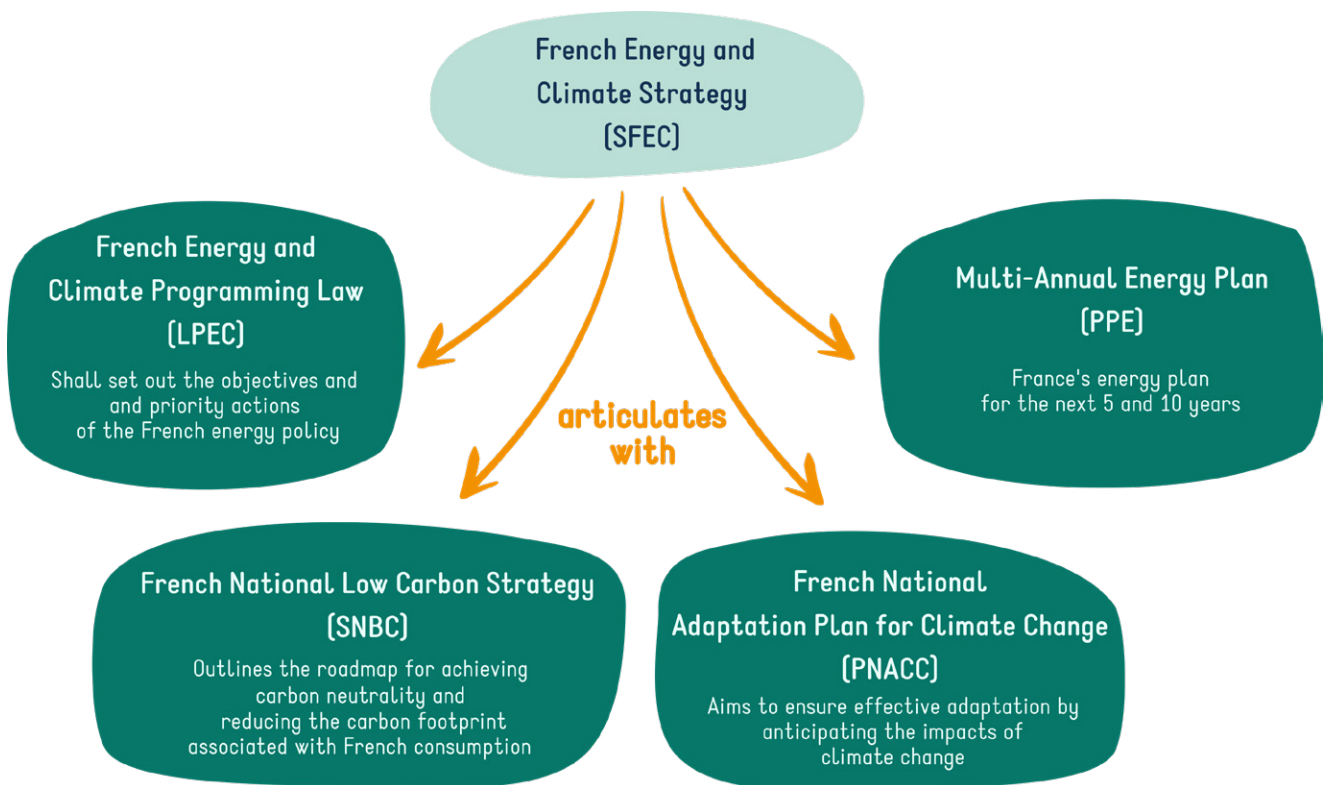 French Energy and
Climate Strategy
(SFEC)
French Energy and
Climate Programming Law
(LPEC)
Shall set out the objectives and
and priority actions
of the French energy policy
Multi-Annual Energy Plan
(PPE)
France's energy plan
for the next 5 and 10 years
articulates
with
French National Low Carbon Strategy
(SNBC)
Outlines the roadmap for achieving
carbon neutrality and
reducing the carbon footprint
associated with French consumption
French National
Adaptation Plan for Climate Change
(PNACC)
Aims to ensure effective adaptation by
anticipating the impacts of
climate change